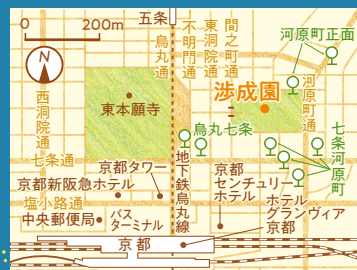 0 200m
五条
N
烏丸通
不明門通
東洞院通
間之町通
河原町正面
西洞院通
東本願寺
渉成園
河原町通
烏丸七条
七条通
七条河原町
京都タワー
京都新阪急ホテル
地下鉄烏丸線
京都
センチュリー
ホテル
塩小路通
中央郵便局
バス
ターミナル
ホテル
グランヴィア
京都
京都